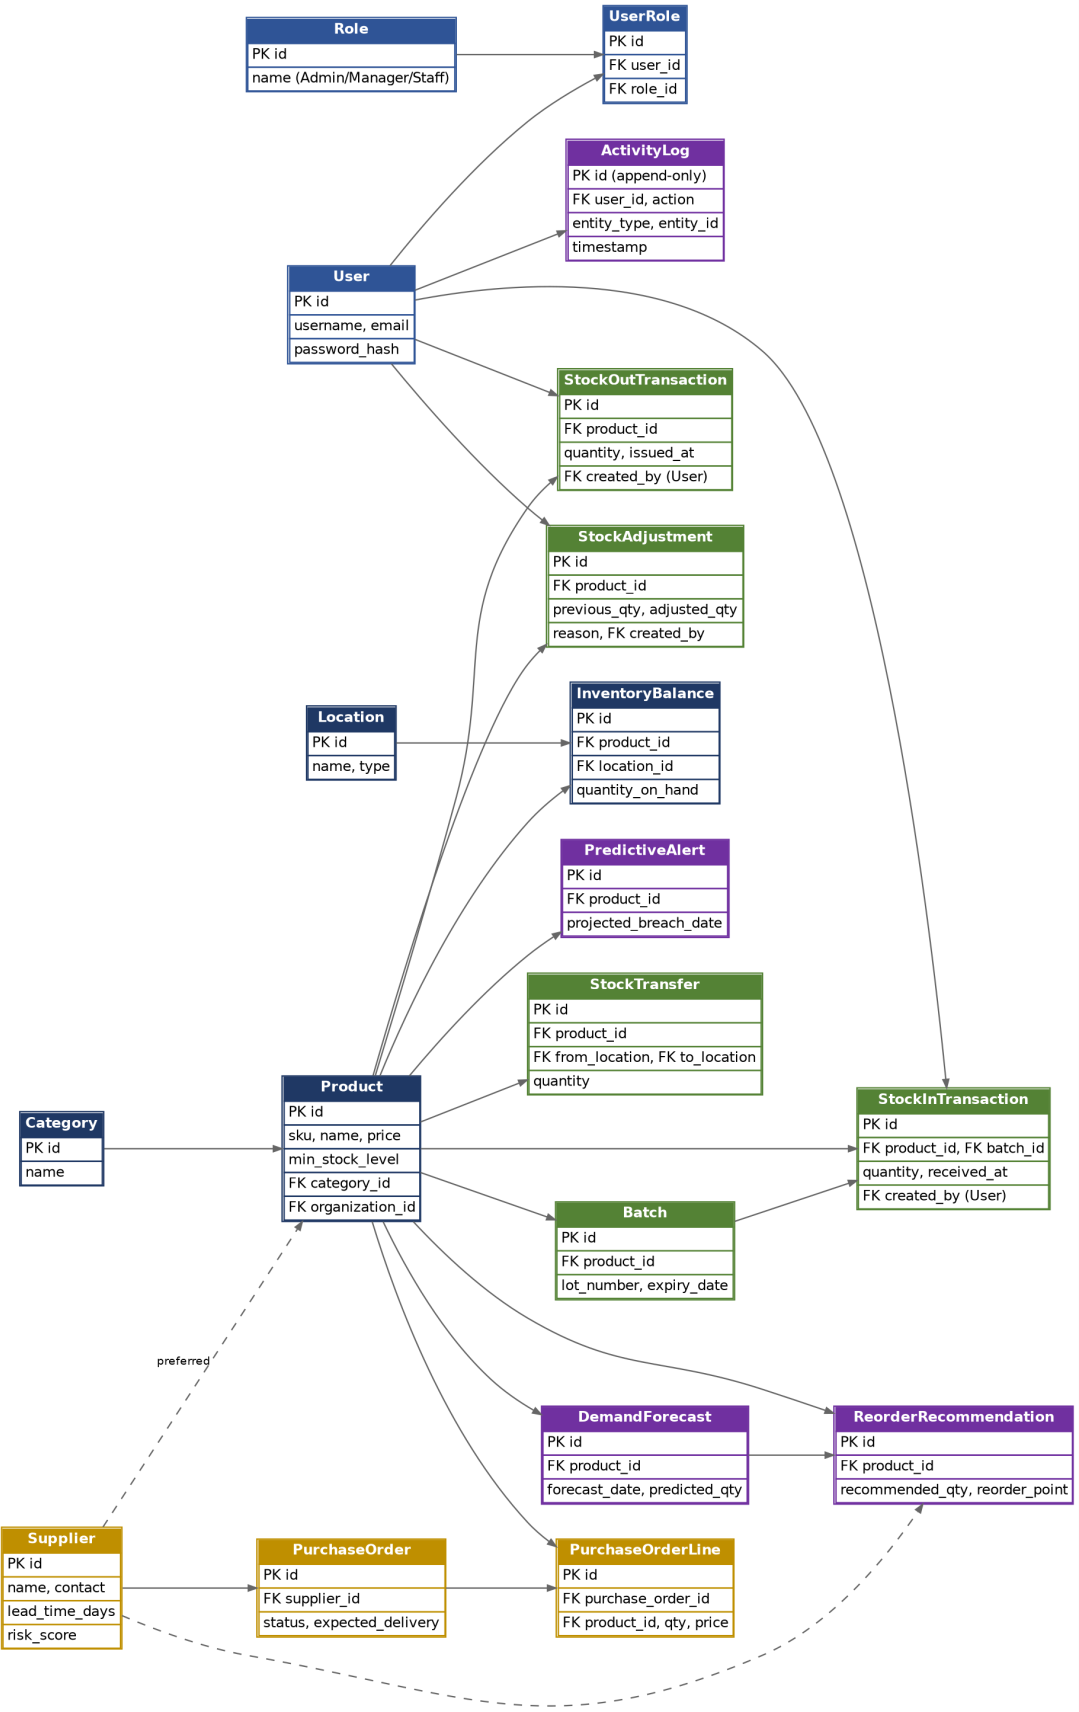 Role
PK id
name (Admin/Manager/Staff)
UserRole
PK id
FK user_id
FK role_id
ActivityLog
PK id (append-only)
FK user_id, action
entity_type, entity_id
timestamp
User
PK id
username, email
password_hash
StockOutTransaction
PK id
FK product_id
quantity, issued_at
FK created_by (User)
StockAdjustment
PK id
FK product_id
previous_qty, adjusted_qty
reason, FK created_by
Location
PK id
name, type
InventoryBalance
PK id
FK product_id
FK location_id
quantity_on_hand
PredictiveAlert
PK id
FK product_id
projected_breach_date
StockTransfer
PK id
FK product_id
FK from_location, FK to_location
quantity
Category
PK id
name
Product
PK id
sku, name, price
min_stock_level
FK category_id
FK organization_id
StockInTransaction
PK id
FK product_id, FK batch_id
quantity, received_at
FK created_by (User)
Batch
PK id
FK product_id
lot_number, expiry_date
preferred
DemandForecast
PK id
FK product_id
forecast_date, predicted_qty
ReorderRecommendation
PK id
FK product_id
recommended_qty, reorder_point
Supplier
PK id
name, contact
lead_time_days
risk_score
PurchaseOrder
PK id
FK supplier_id
status, expected_delivery
PurchaseOrderLine
PK id
FK purchase_order_id
FK product_id, qty, price